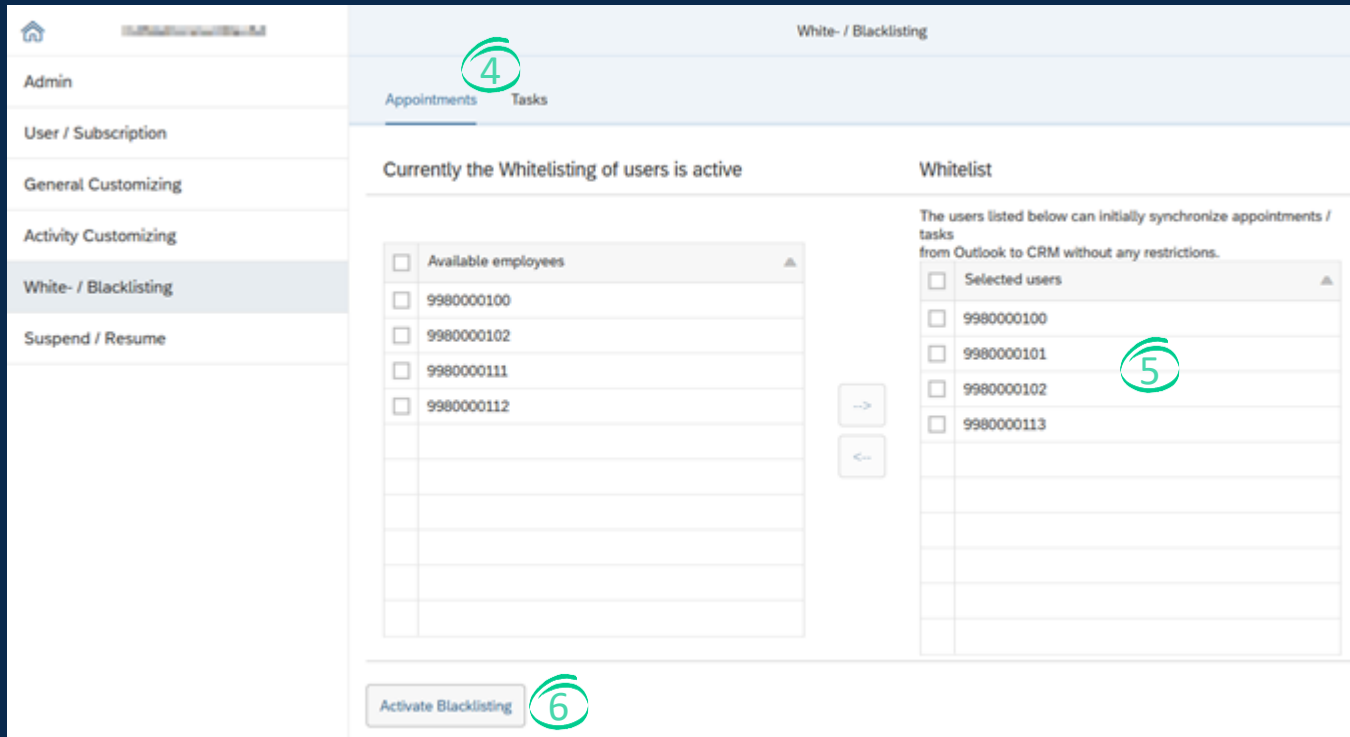 White- / Blacklisting
Admin
User / Subscription
General Customizing
Activity Customizing
White- / Blacklisting
Suspend / Resume
4
Appointments Tasks
Currently the Whitelisting of users is active
Available employees
9980000100
9980000102
9980000111
9980000112
-->
<--
Whitelist
The users listed below can initially synchronize appointments /
tasks
from Outlook to CRM without any restrictions.
Selected users
9980000100
9980000101
9980000102
9980000113
5
Activate Blacklisting
6